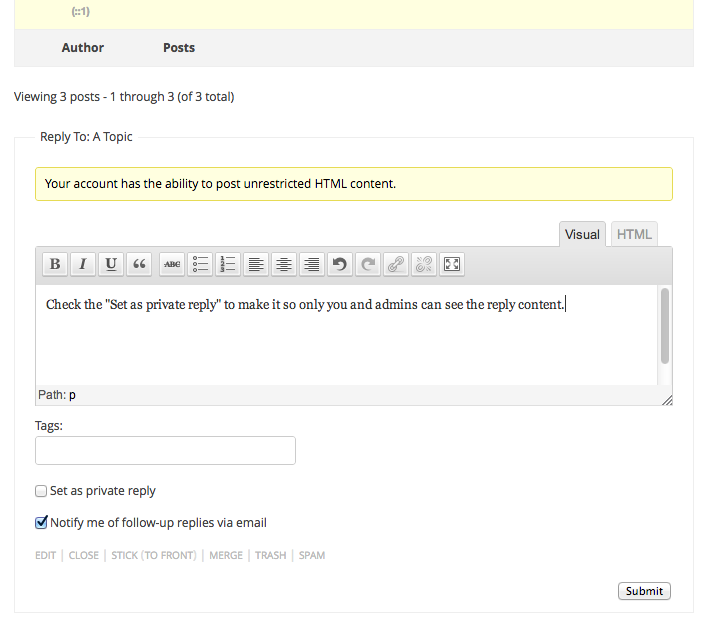 (::1)
Author Posts
Viewing 3 posts - 1 through 3 (of 3 total)
Reply To: A Topic
Your account has the ability to post unrestricted HTML content.
Visual HTML
B I U “ ABC
Check the "Set as private reply" to make it so only you and admins can see the reply content.
Path: p
Tags:
Set as private reply
Notify me of follow-up replies via email
EDIT | CLOSE | STICK (TO FRONT) | MERGE | TRASH | SPAM
Submit